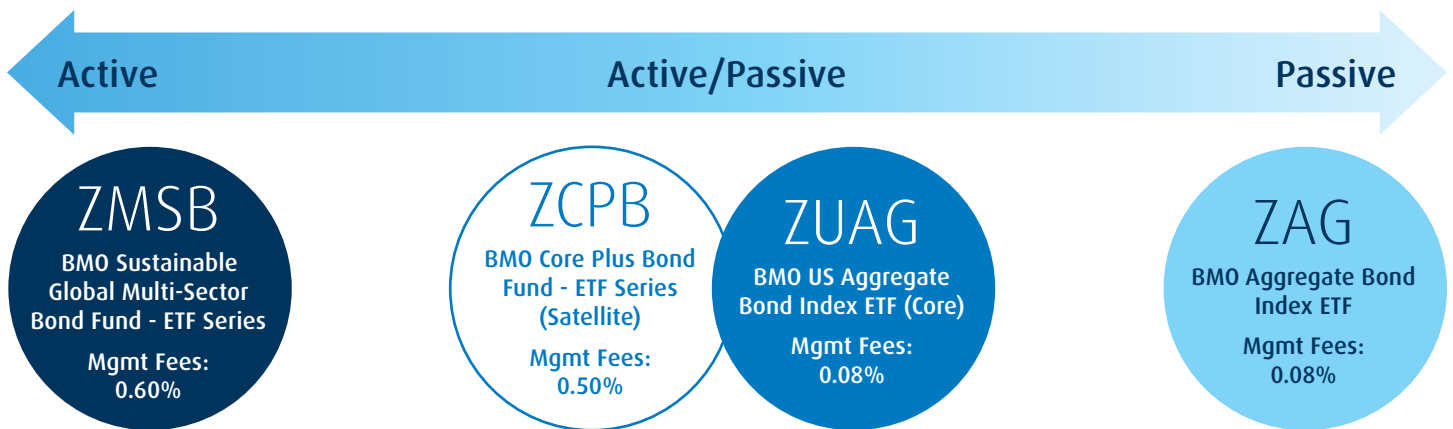 Active
Active/Passive
Passive
ZMSB
BMO Sustainable
Global Multi-Sector
Bond Fund - ETF Series
Mgmt Fees:
0.60%
ZCPB
BMO Core Plus Bond
Fund - ETF Series
(Satellite)
Mgmt Fees:
0.50%
ZUAG
BMO US Aggregate
Bond Index ETF (Core)
Mgmt Fees:
0.08%
ZAG
BMO Aggregate Bond
Index ETF
Mgmt Fees:
0.08%